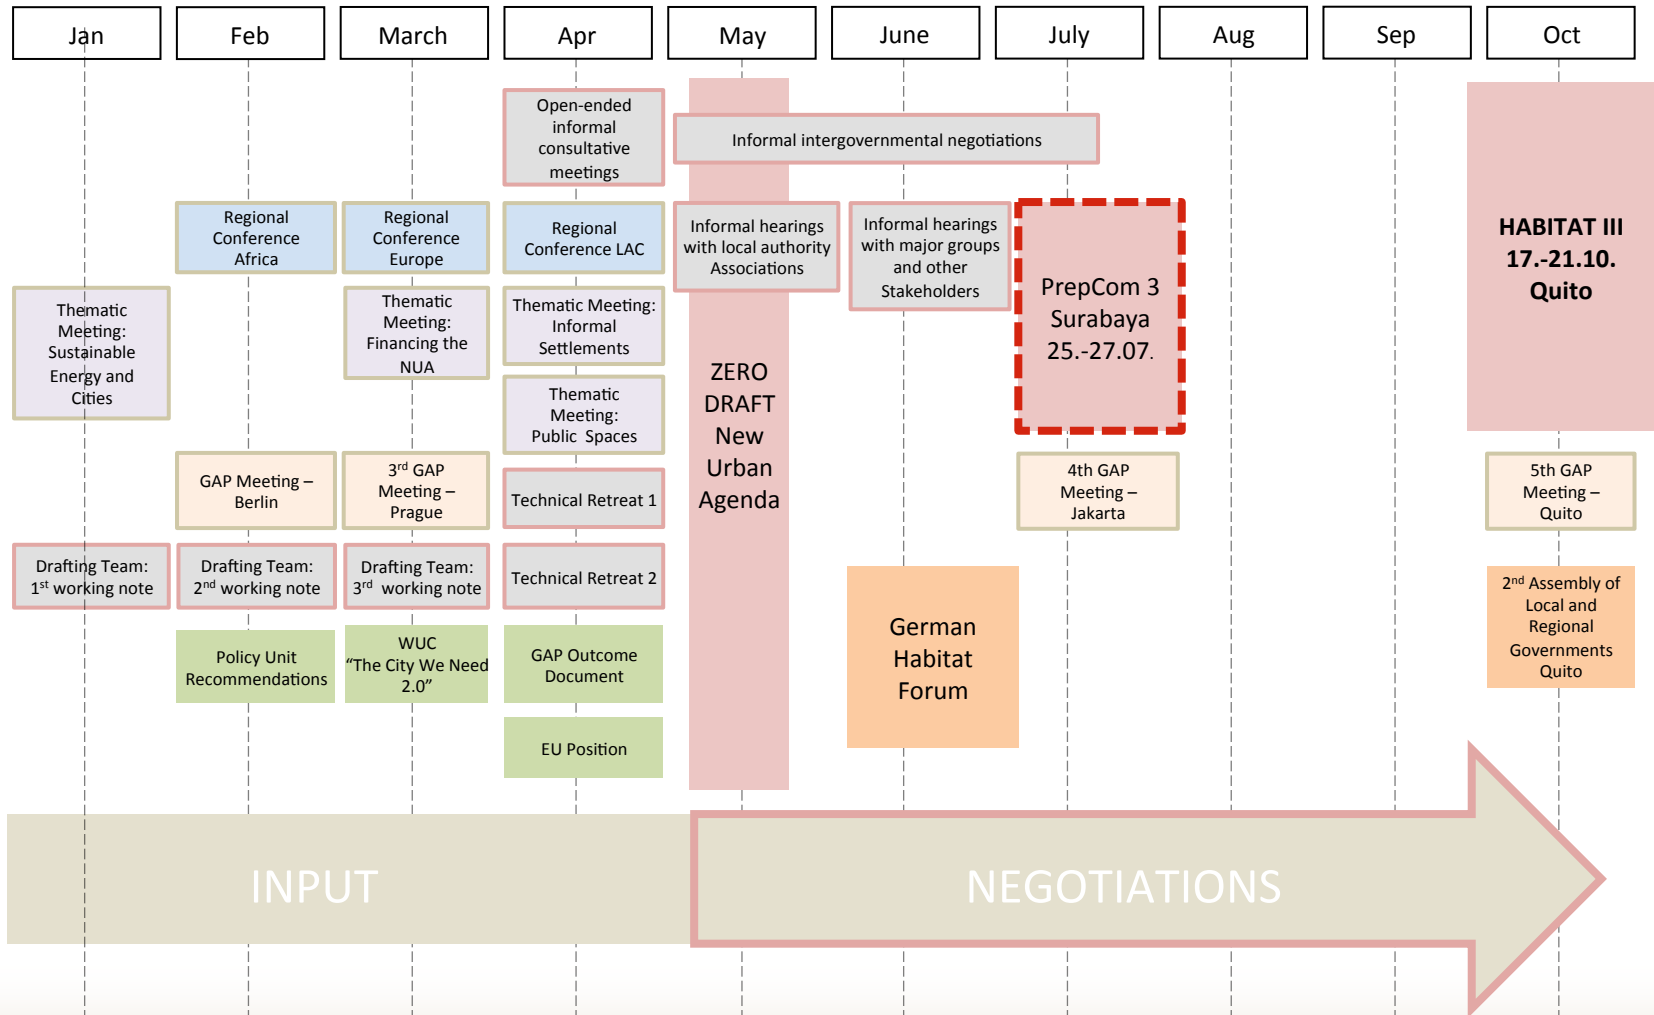 Jan
Feb
March
Apr
May
June
July
Aug
Sep
Oct
Open-ended
informal
consultative
meetings
Informal intergovernmental negotiations
Regional
Conference
Africa
Regional
Conference
Europe
Regional
Conference LAC
Informal hearings
with local authority
Associations
Informal hearings
with major groups
and other
Stakeholders
PrepCom 3
Surabaya
25.-27.07.
HABITAT III
17.-21.10.
Quito
Thematic
Meeting:
Sustainable
Energy and
Cities
Thematic
Meeting:
Financing the
NUA
Thematic Meeting:
Informal
Settlements
Thematic
Meeting:
Public Spaces
ZERO
DRAFT
New
Urban
Agenda
GAP Meeting –
Berlin
3rd GAP
Meeting –
Prague
Technical Retreat 1
4th GAP
Meeting –
Jakarta
5th GAP
Meeting –
Quito
Drafting Team:
1st working note
Drafting Team:
2nd working note
Drafting Team:
3rd working note
Technical Retreat 2
German
Habitat
Forum
2nd Assembly of
Local and
Regional
Governments
Quito
Policy Unit
Recommendations
WUC
“The City We Need
2.0”
GAP Outcome
Document
EU Position
INPUT
NEGOTIATIONS